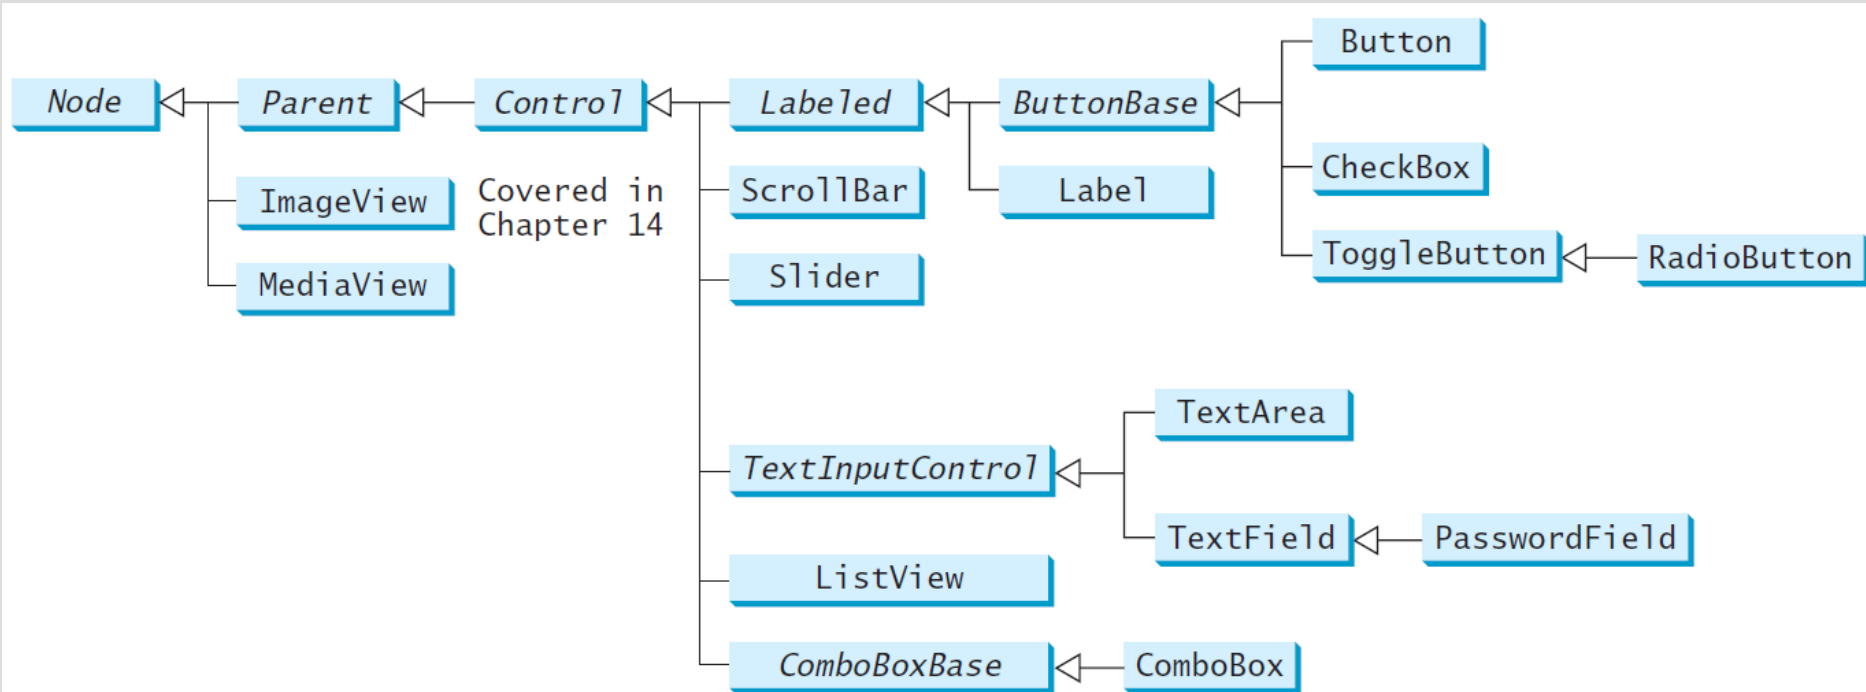 Button
Node
Parent
Control
Labeled
ButtonBase
CheckBox
ImageView
Covered in
Chapter 14
ScrollBar
Label
ToggleButton
RadioButton
MediaView
Slider
TextArea
TextInputControl
TextField
PasswordField
ListView
ComboBoxBase
ComboBox